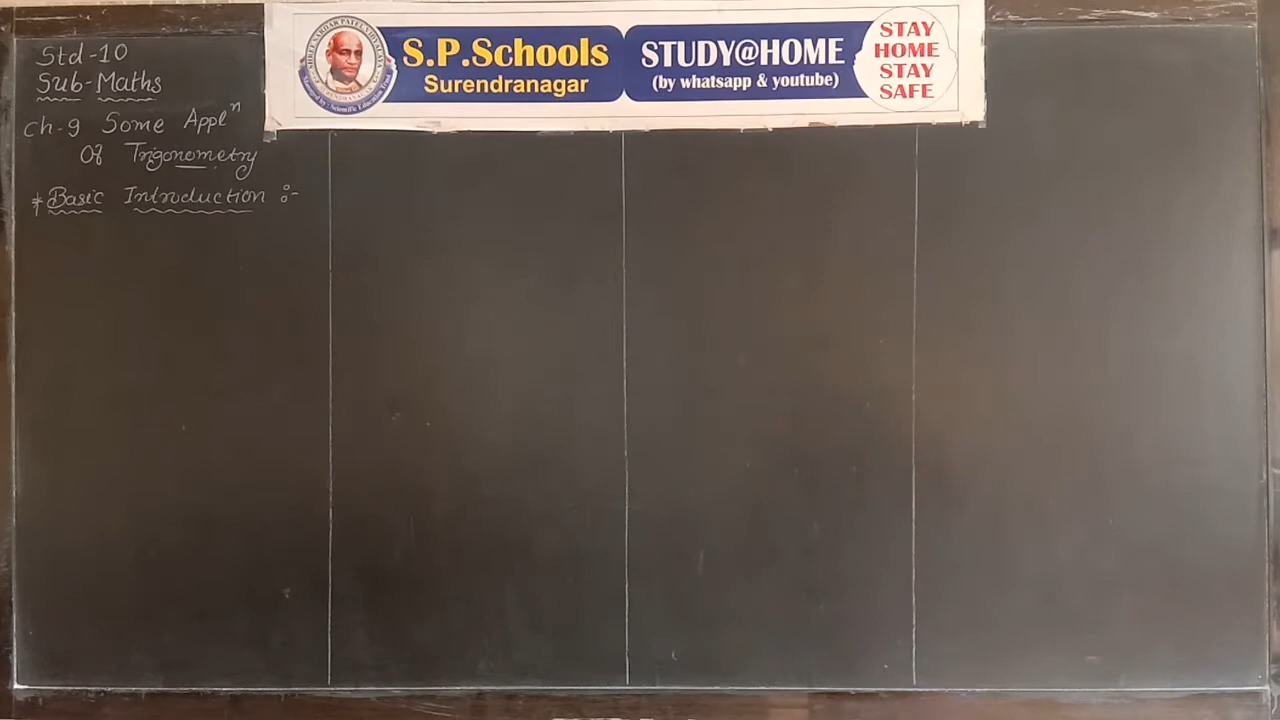 Std-10
Sub-Maths
Ch-9 Some Applⁿ
Of Trigonometry
* Basic Introduction :-
S.P.Schools
Surendranagar
STUDY@HOME
(by whatsapp & youtube)
STAY
HOME
STAY
SAFE